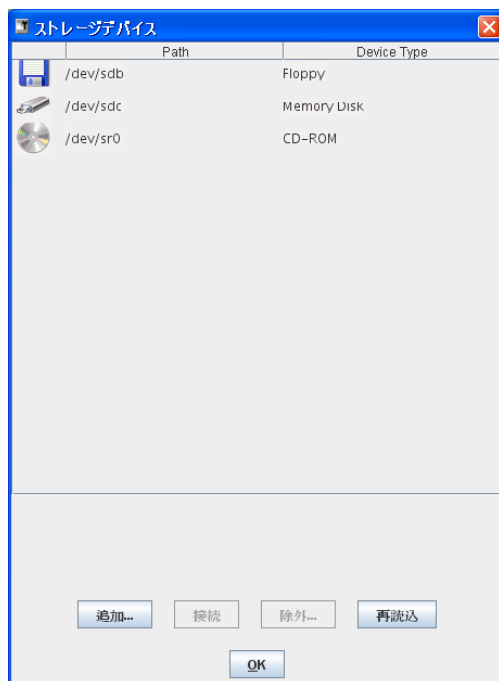 ストレージデバイス
Path Device Type
/dev/sdb Floppy
/dev/sdc Memory Disk
/dev/sr0 CD-ROM
追加... 接続 除外... 再読込
OK